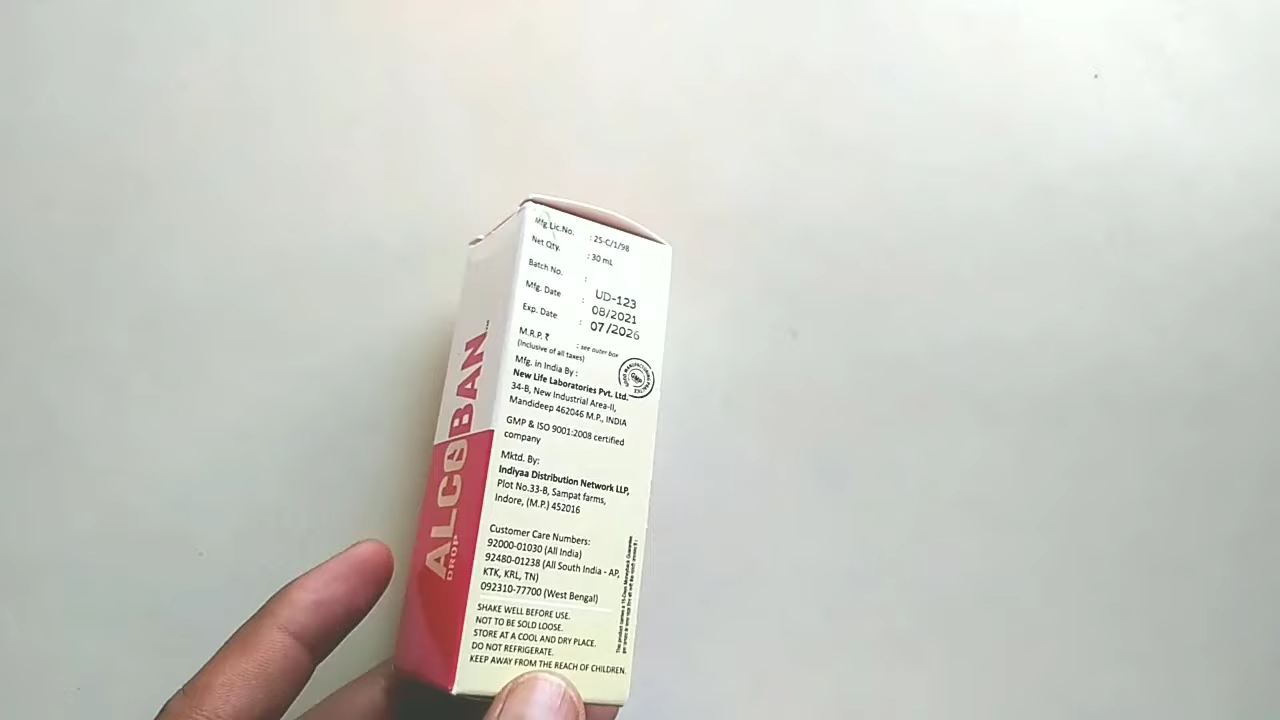 Mfg.Lic.No. : 25-C/1/98
Net Qty. : 30 mL
Batch No. : UD-123
Mfg. Date : 08/2021
Exp. Date : 07/2026
M.R.P. ₹ : see outer box
(Inclusive of all taxes)
Mfg. in India By :
New Life Laboratories Pvt. Ltd.
34-B, New Industrial Area-II,
Mandideep 462046 M.P., INDIA
GMP & ISO 9001:2008 certified
company
Mktd. By:
Indiyaa Distribution Network LLP,
Plot No.33-B, Sampat farms,
Indore, (M.P.) 452016
Customer Care Numbers:
92000-01030 (All India)
92480-01238 (All South India - AP,
KTK, KRL, TN)
092310-77700 (West Bengal)
SHAKE WELL BEFORE USE.
NOT TO BE SOLD LOOSE.
STORE AT A COOL AND DRY PLACE.
DO NOT REFRIGERATE.
KEEP AWAY FROM THE REACH OF CHILDREN.
GOOD MANUFACTURING PRACTICE
GMP
ALCOBAN
DROP